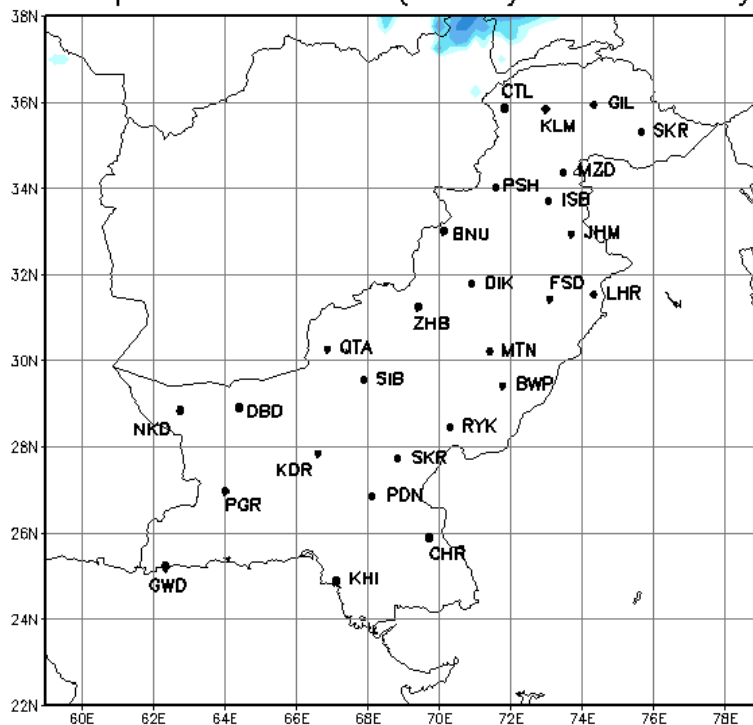 38N
36N
34N
32N
30N
28N
26N
24N
22N
60E 62E 64E 66E 68E 70E 72E 74E 76E 78E
CTL
KLM
GIL
SKR
MZD
PSH
ISB
BNU
JHM
DIK
FSD
LHR
ZHB
QTA
MTN
SIB
BWP
NKD
DBD
RYK
KDR
SKR
PGR
PDN
CHR
GWD
KHI